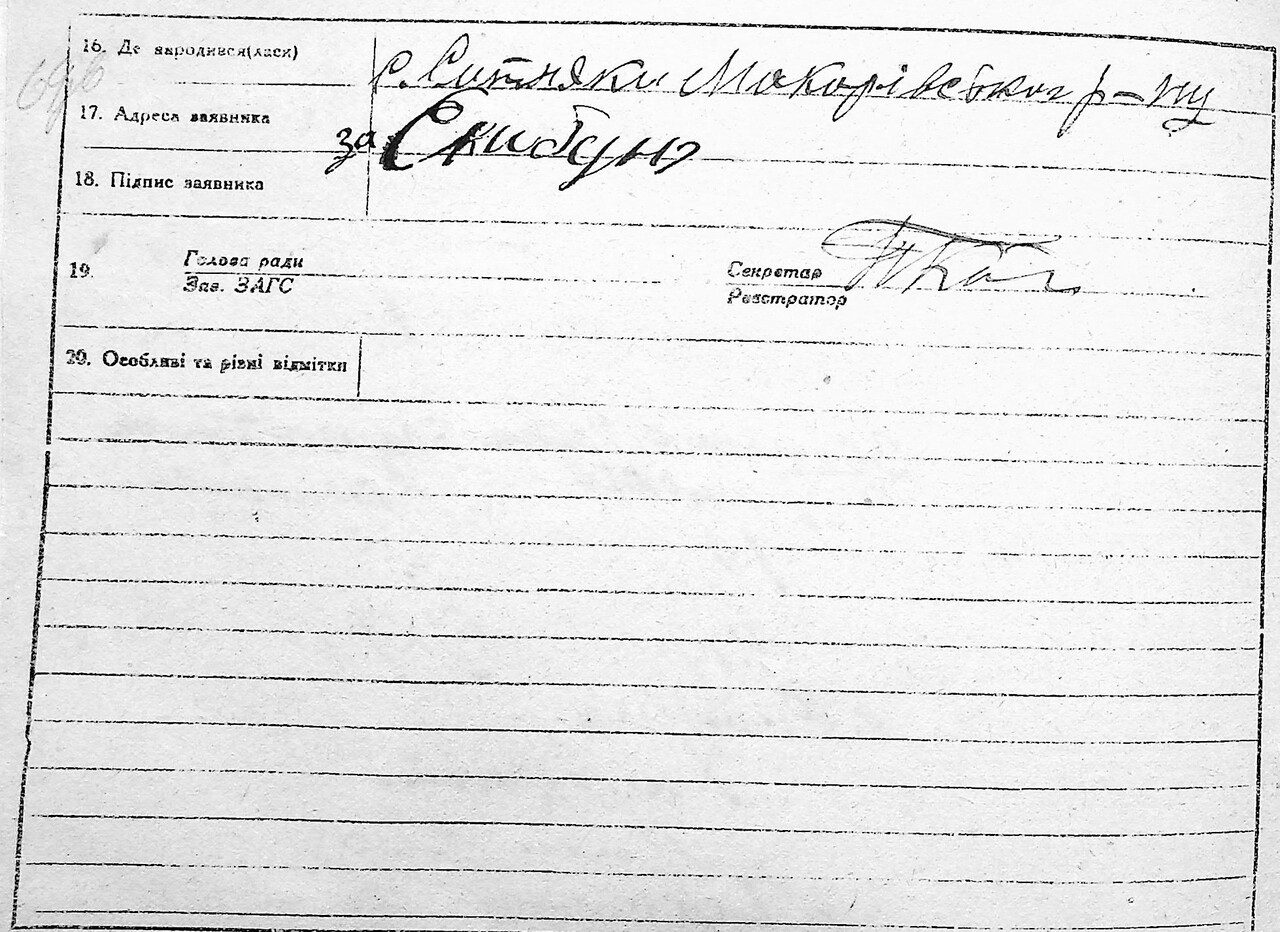 16. Де народився(лася)
с. Ситняки Макарівського р-ну
17. Адреса заявника
за Скибун
18. Підпис заявника
19. Голова ради
Зав. ЗАГС
Секретар
Реєстратор
20. Особливі та різні відмітки